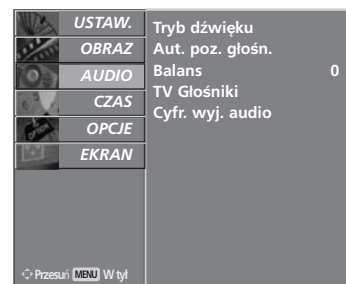 USTAW.
OBRAZ
AUDIO
CZAS
OPCJE
EKRAN
Tryb dźwięku
Aut. poz. głośn.
Balans 0
TV Głośniki
Cyfr. wyj. audio
Przesuń MENU W tył